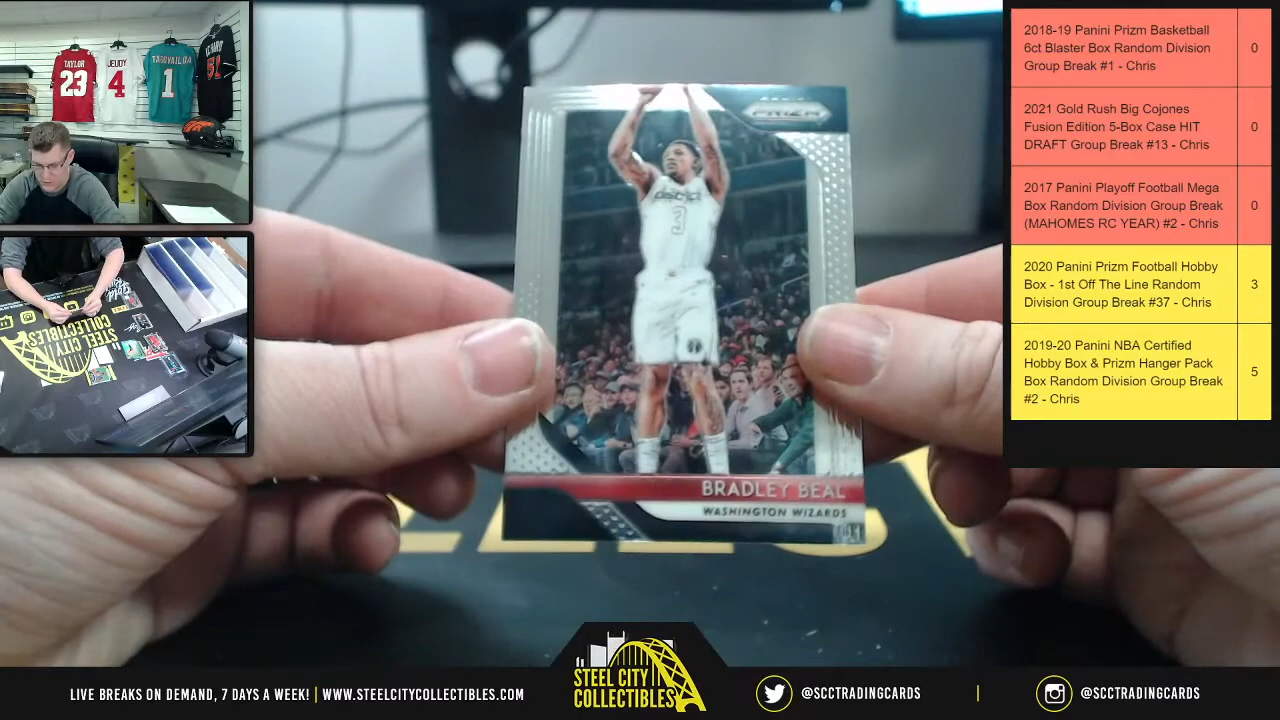 TAYLOR
23
JEUDY
4
TAGOVAILOA
1
51
STEEL CITY
COLLECTIBLES
PRIZM
3
BRADLEY BEAL
WASHINGTON WIZARDS
2018-19 Panini Prizm Basketball
6ct Blaster Box Random Division
Group Break #1 - Chris
0
2021 Gold Rush Big Cojones
Fusion Edition 5-Box Case HIT
DRAFT Group Break #13 - Chris
0
2017 Panini Playoff Football Mega
Box Random Division Group Break
(MAHOMES RC YEAR) #2 - Chris
0
2020 Panini Prizm Football Hobby
Box - 1st Off The Line Random
Division Group Break #37 - Chris
3
2019-20 Panini NBA Certified
Hobby Box & Prizm Hanger Pack
Box Random Division Group Break
#2 - Chris
5
LIVE BREAKS ON DEMAND, 7 DAYS A WEEK! | WWW.STEELCITYCOLLECTIBLES.COM
STEEL CITY
COLLECTIBLES
@SCCTRADINGCARDS
|
@SCCTRADINGCARDS